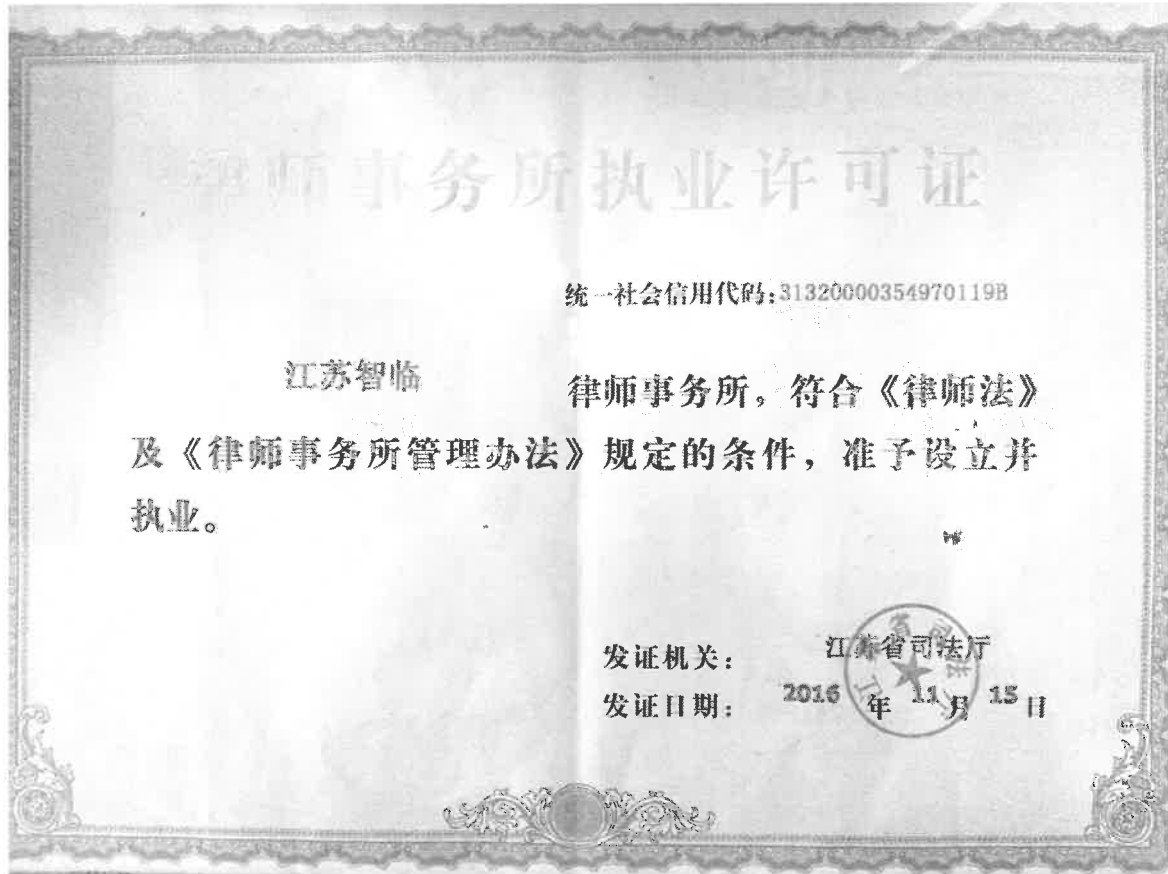 律师事务所执业许可证
统一社会信用代码:31320000354970119B
江苏智临 律师事务所，符合《律师法》
及《律师事务所管理办法》规定的条件，准予设立并
执业。
发证机关： 江苏省司法厅
发证日期： 2016 年 11 月 15 日